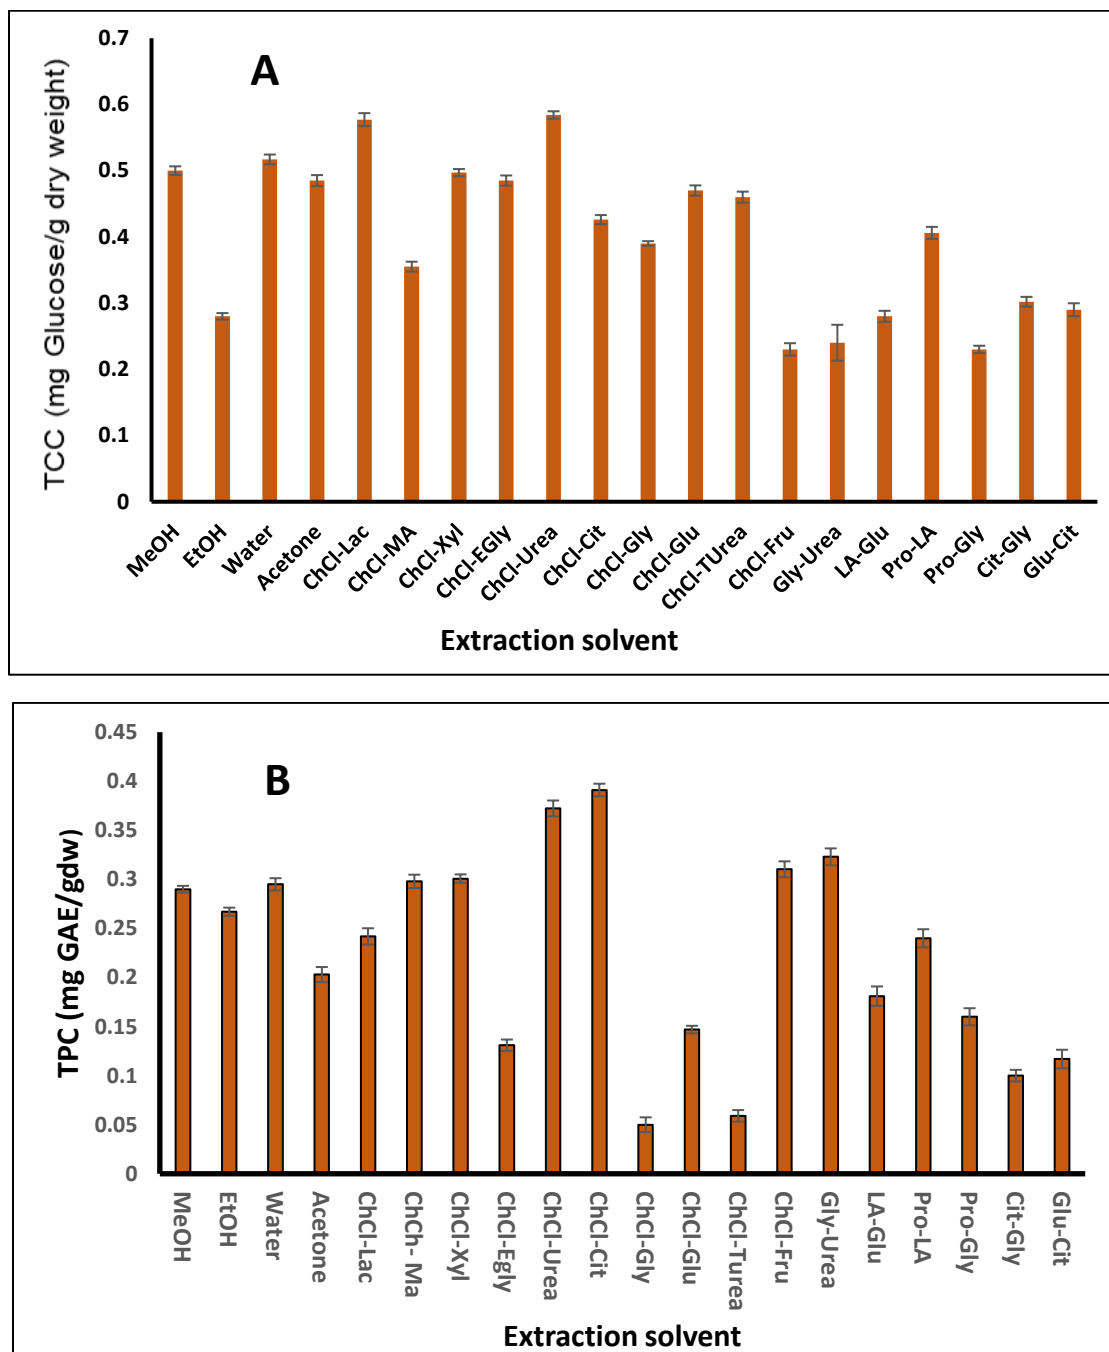 A
TCC (mg Glucose/g dry weight)
0.7
0.6
0.5
0.4
0.3
0.2
0.1
0
MeOH
EtOH
Water
Acetone
ChCl-Lac
ChCl-MA
ChCl-Xyl
ChCl-EGly
ChCl-Urea
ChCl-Cit
ChCl-Gly
ChCl-Glu
ChCl-TUrea
ChCl-Fru
Gly-Urea
LA-Glu
Pro-LA
Pro-Gly
Cit-Gly
Glu-Cit
Extraction solvent
B
TPC (mg GAE/gdw)
0.45
0.4
0.35
0.3
0.25
0.2
0.15
0.1
0.05
0
MeOH
EtOH
Water
Acetone
ChCl-Lac
ChCh- Ma
ChCl-Xyl
ChCl-Egly
ChCl-Urea
ChCl-Cit
ChCl-Gly
ChCl-Glu
ChCl-Turea
ChCl-Fru
Gly-Urea
LA-Glu
Pro-LA
Pro-Gly
Cit-Gly
Glu-Cit
Extraction solvent